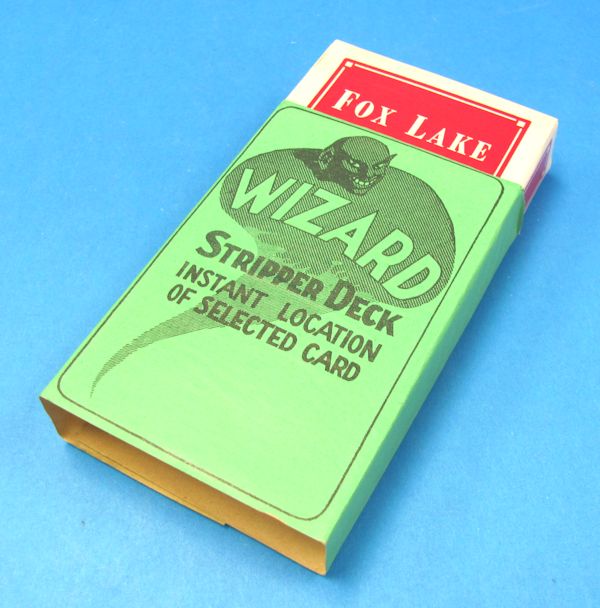 FOX LAKE
WIZARD
STRIPPER DECK
INSTANT LOCATION
OF SELECTED CARD